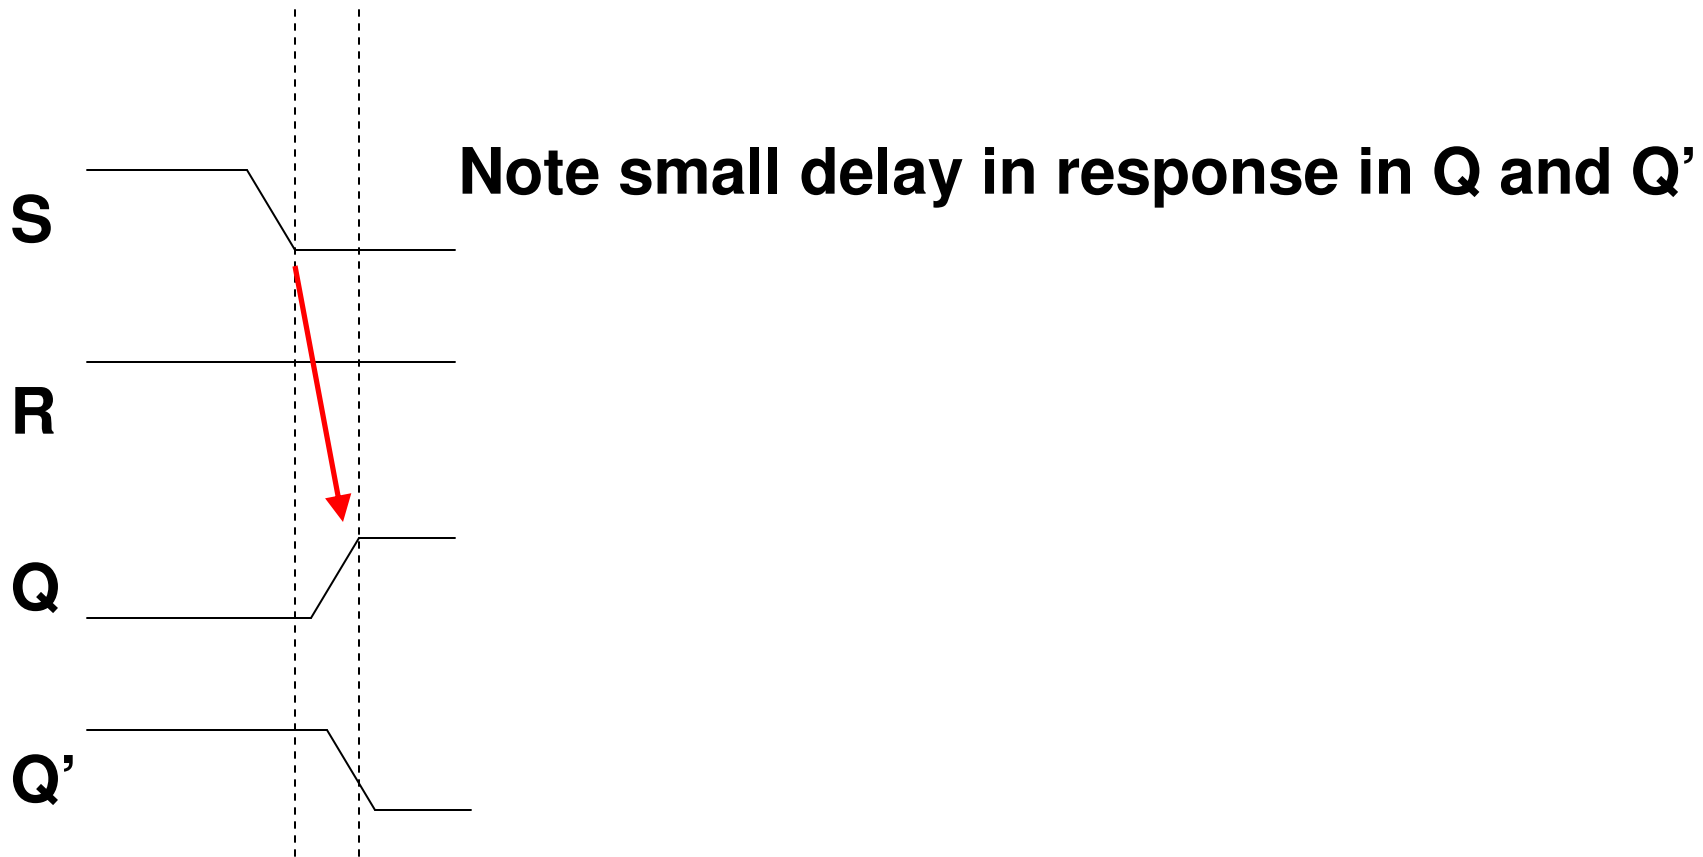 Note small delay in response in Q and Q’
S
R
Q
Q’